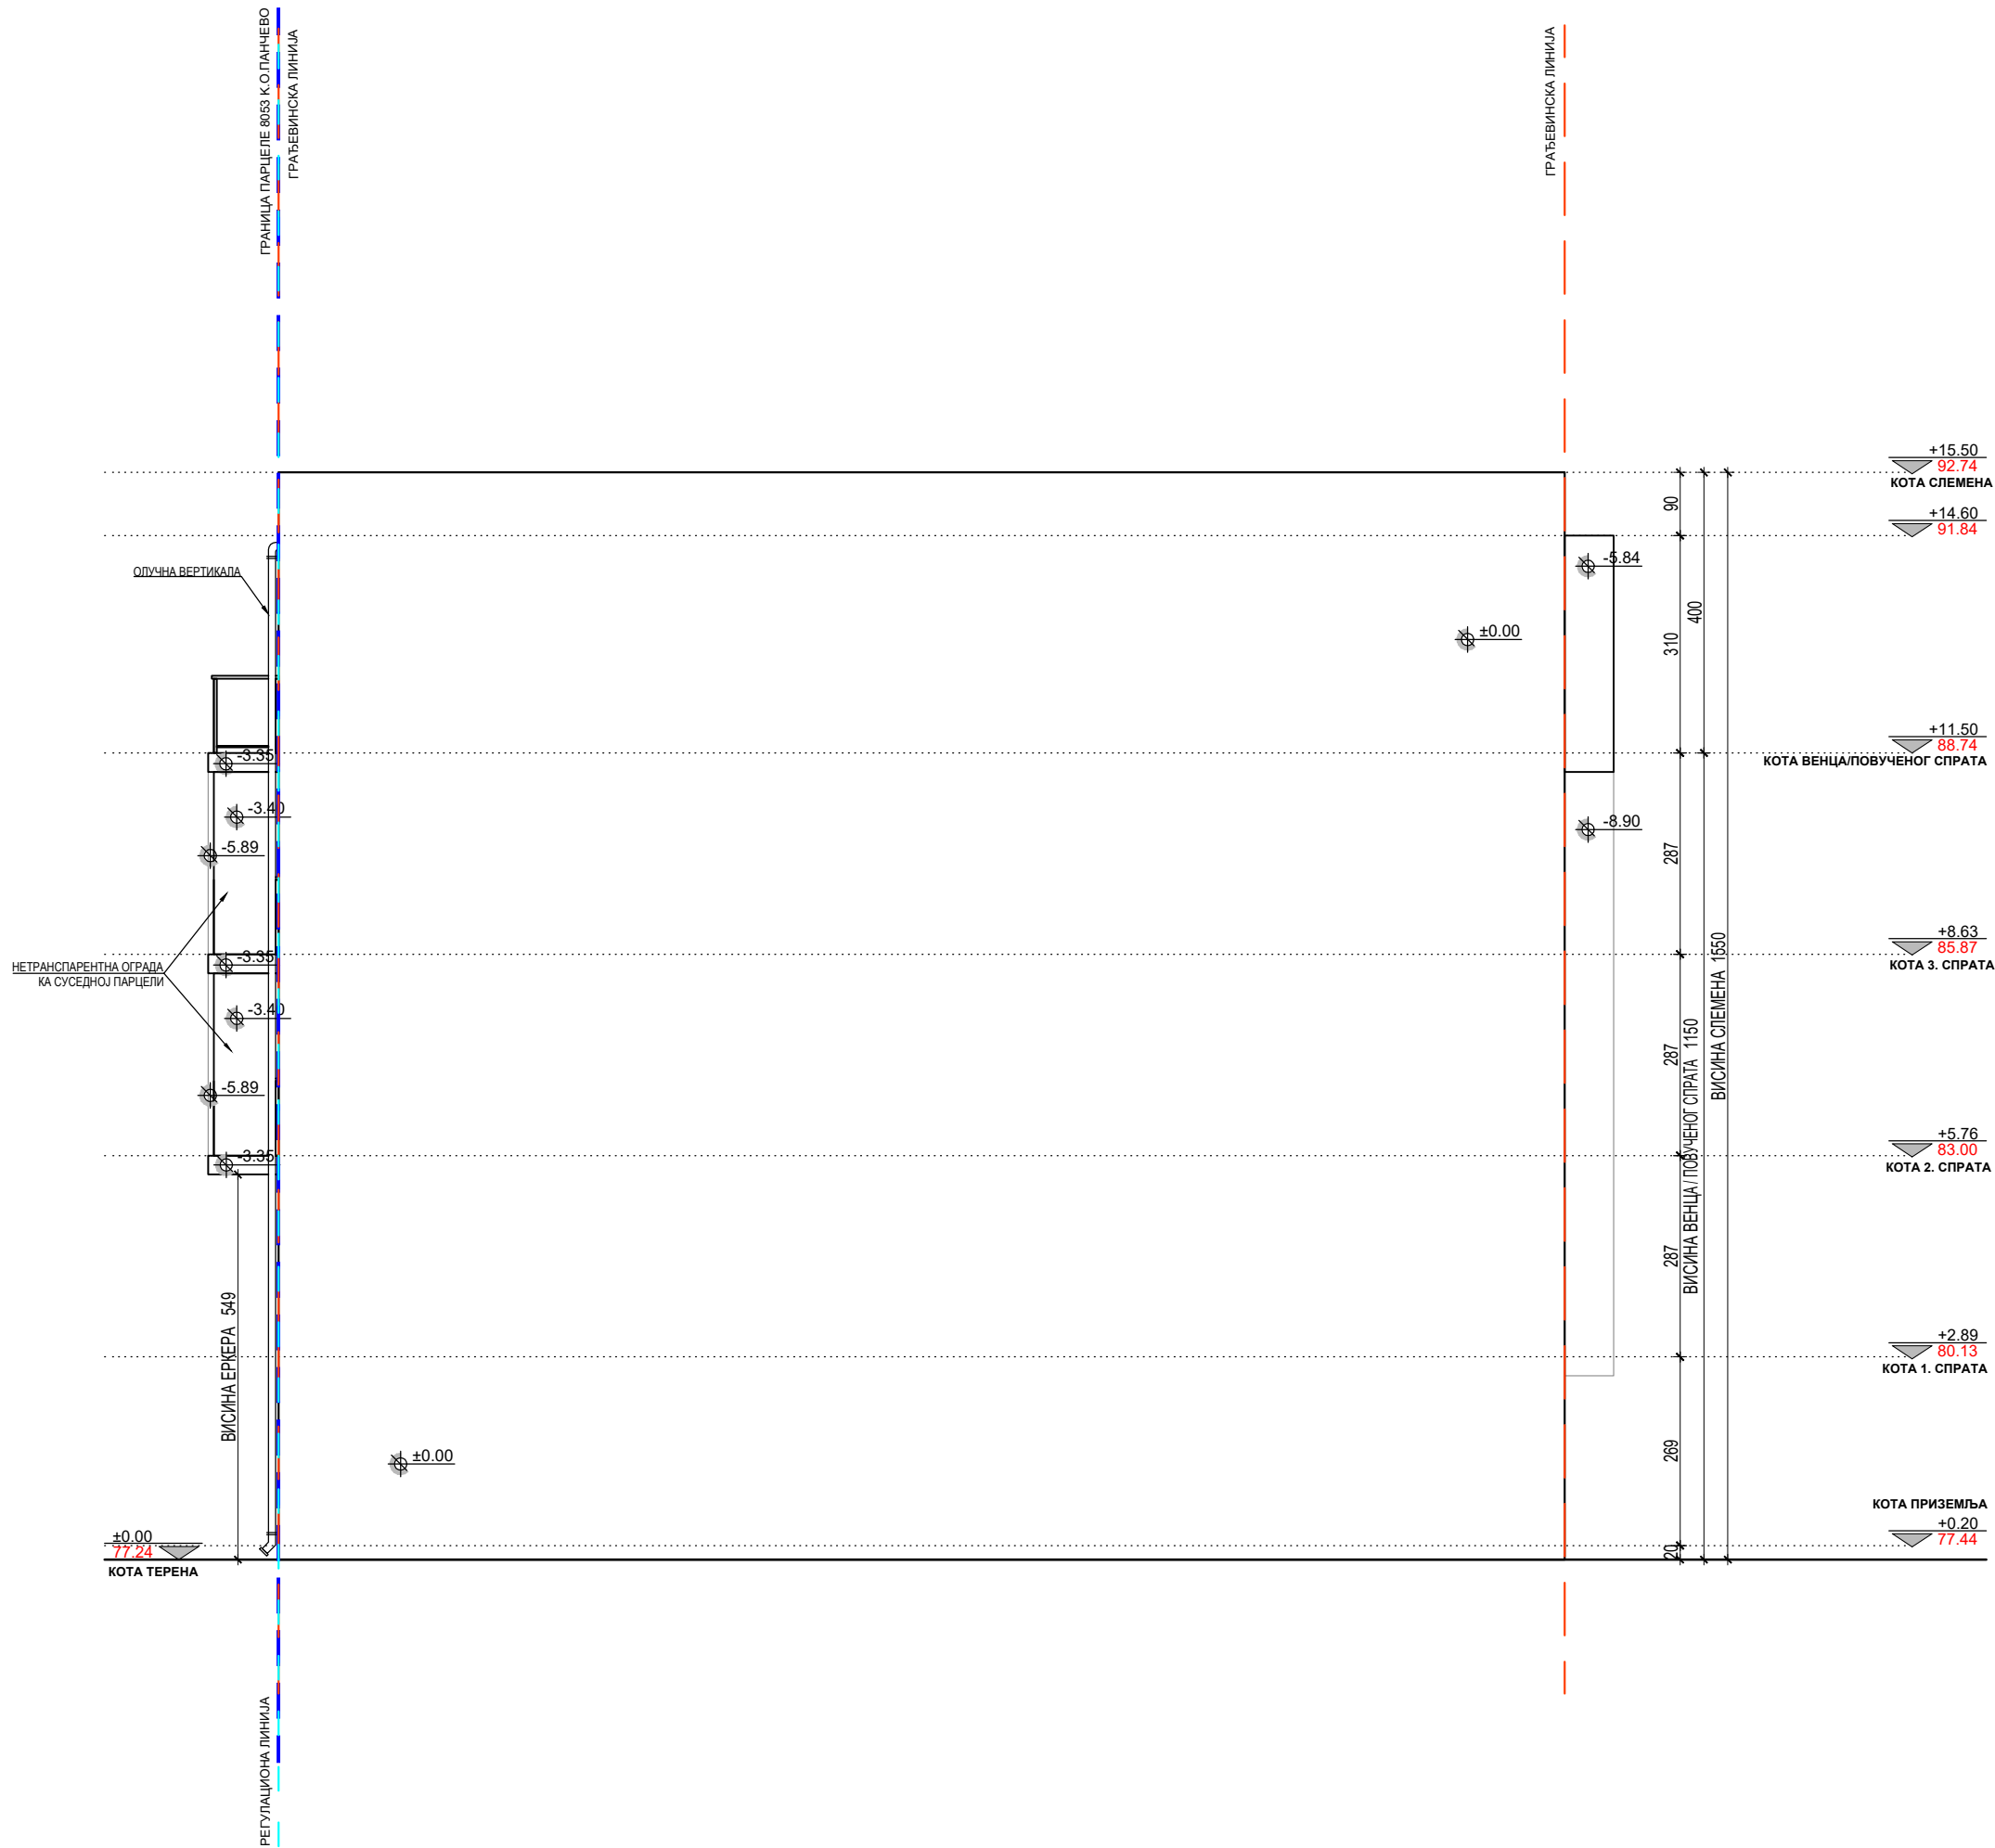 ГРАНИЦА ПАРЦЕЛЕ 8053 К.О.ПАНЧЕВО
ГРАЂЕВИНСКА ЛИНИЈА
ГРАЂЕВИНСКА ЛИНИЈА
+15.50
92.74
КОТА СЛЕМЕНА
90
+14.60
91.84
ОЛУЧНА ВЕРТИКАЛА
-5.84
400
310
±0.00
+11.50
88.74
КОТА ВЕНЦА/ПОВУЧЕНОГ СПРАТА
-3.35
-3.40
-8.90
-5.89
287
+8.63
85.87
КОТА 3. СПРАТА
-3.35
НЕТРАНСПАРЕНТНА ОГРАДА
КА СУСЕДНОЈ ПАРЦЕЛИ
-3.40
ВИСИНА СЛЕМЕНА 1550
287
ВИСИНА ВЕНЦА/ПОВУЧЕНОГ СПРАТА 1150
-5.89
+5.76
83.00
КОТА 2. СПРАТА
-3.35
287
ВИСИНА ЕРКЕРА 549
+2.89
80.13
КОТА 1. СПРАТА
269
±0.00
КОТА ПРИЗЕМЉА
+0.20
77.44
20
±0.00
77.24
КОТА ТЕРЕНА
РЕГУЛАЦИОНА ЛИНИЈА